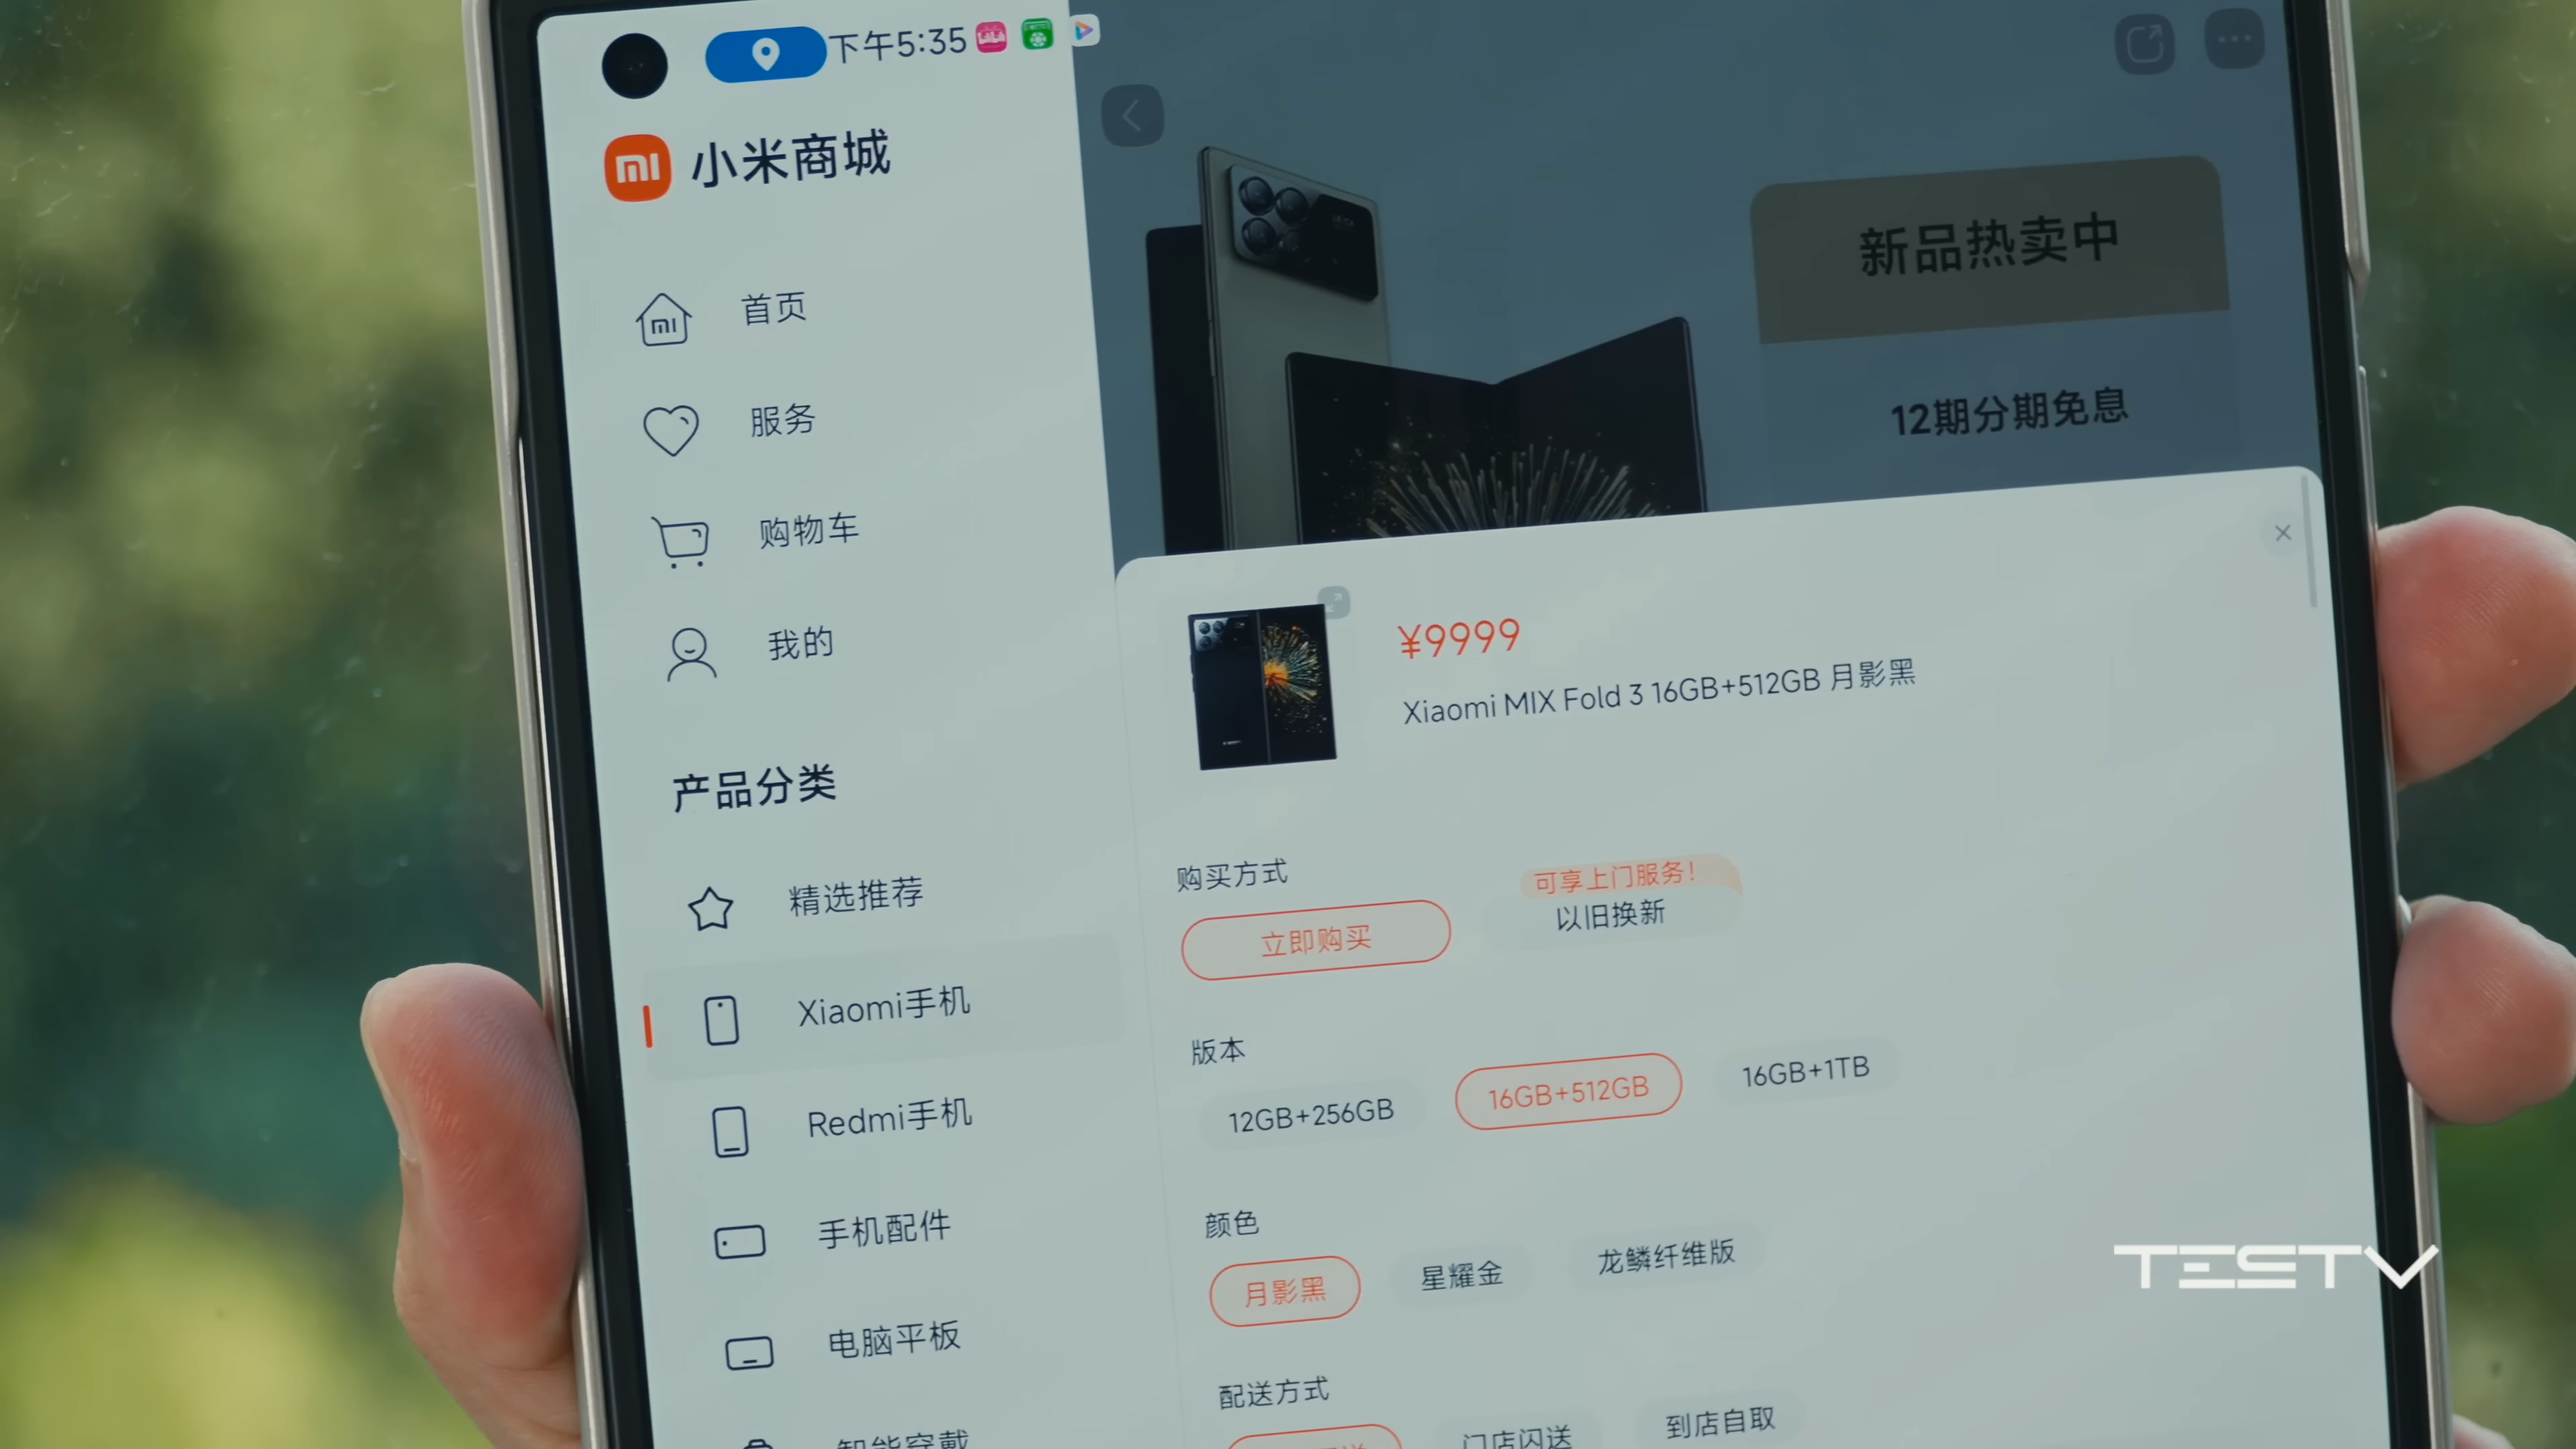 下午5:35
小米商城
首页
服务
购物车
我的
产品分类
精选推荐
Xiaomi手机
Redmi手机
手机配件
电脑平板
智能穿戴
新品热卖中
12期分期免息
¥9999
Xiaomi MIX Fold 3 16GB+512GB 月影黑
购买方式
可享上门服务!
立即购买
以旧换新
版本
12GB+256GB
16GB+512GB
16GB+1TB
颜色
月影黑
星耀金
龙鳞纤维版
配送方式
门店闪送
到店自取
TESTV